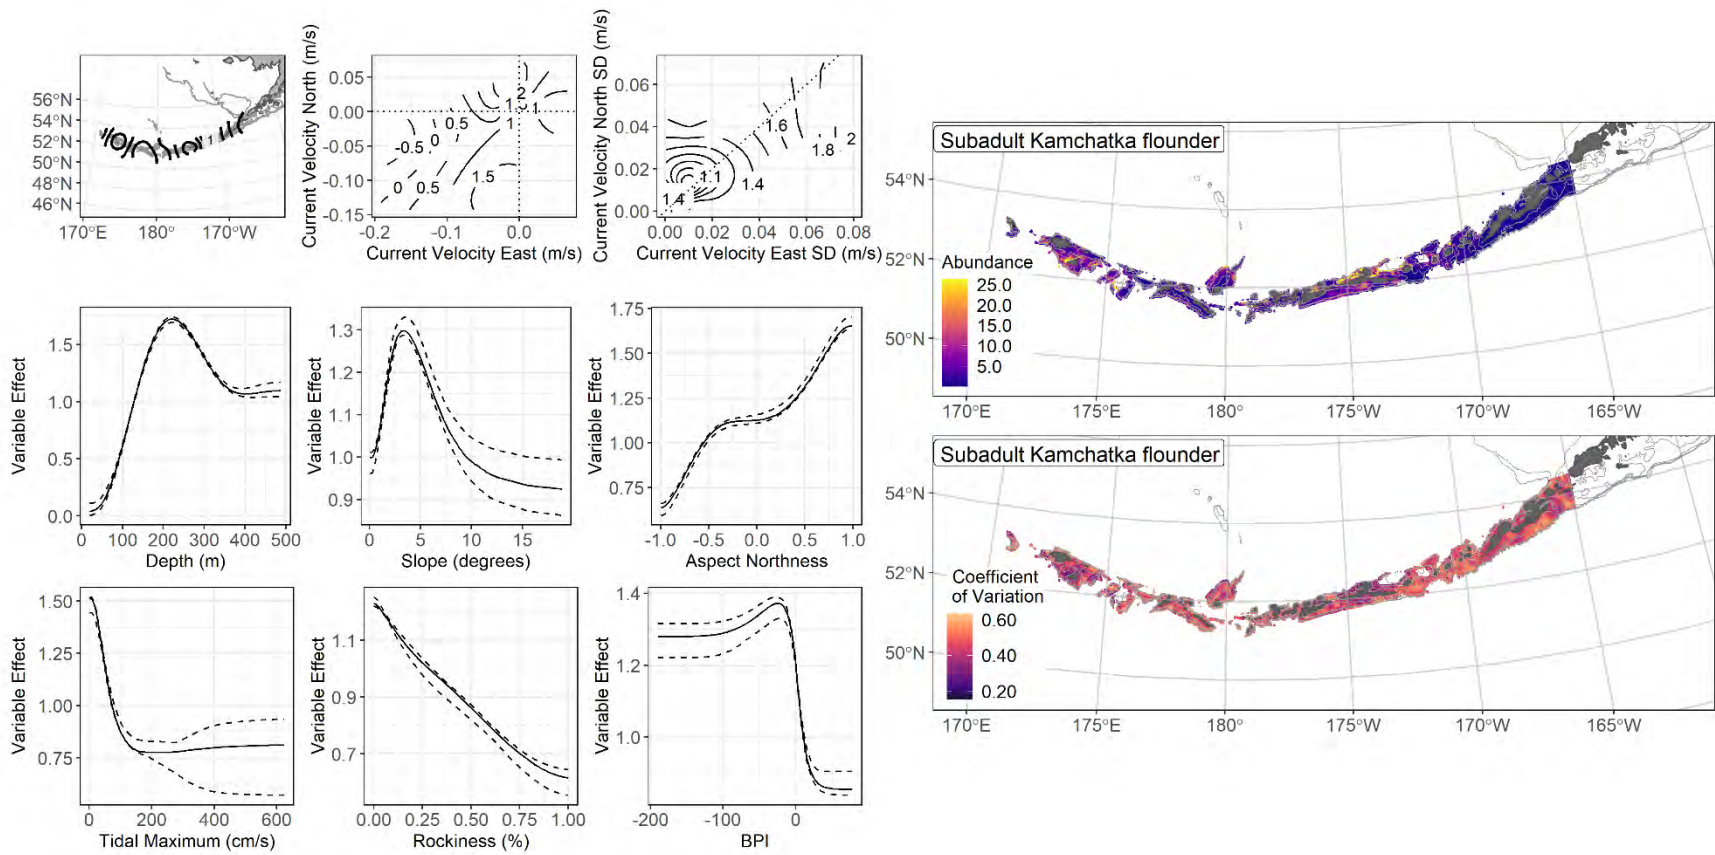 56°N
54°N
52°N
50°N
48°N
46°N
170°E
180°
170°W
Current Velocity North (m/s)
0.05
0.00
-0.05
-0.10
-0.15
-0.2
-0.1
0.0
2
1
1
0.5
1
0
-0.5
0
0.5
1.5
Current Velocity East (m/s)
Current Velocity North SD (m/s)
0.06
0.04
0.02
0.00
0.00
0.02
0.04
0.06
0.08
1.6
2
1.8
1.1
1.4
1.4
Current Velocity East SD (m/s)
Variable Effect
1.5
1.0
0.5
0.0
0
100
200
300
400
500
Depth (m)
Variable Effect
1.3
1.2
1.1
1.0
0.9
0
5
10
15
Slope (degrees)
Variable Effect
1.75
1.50
1.25
1.00
0.75
-1.0
-0.5
0.0
0.5
1.0
Aspect Northness
Variable Effect
1.50
1.25
1.00
0.75
0
200
400
600
Tidal Maximum (cm/s)
Variable Effect
1.1
0.9
0.7
0.00
0.25
0.50
0.75
1.00
Rockiness (%)
Variable Effect
1.4
1.2
1.0
-200
-100
0
BPI
Subadult Kamchatka flounder
54°N
52°N
50°N
Abundance
25.0
20.0
15.0
10.0
5.0
170°E
175°E
180°
175°W
170°W
165°W
Subadult Kamchatka flounder
54°N
52°N
50°N
Coefficient
of Variation
0.60
0.40
0.20
170°E
175°E
180°
175°W
170°W
165°W